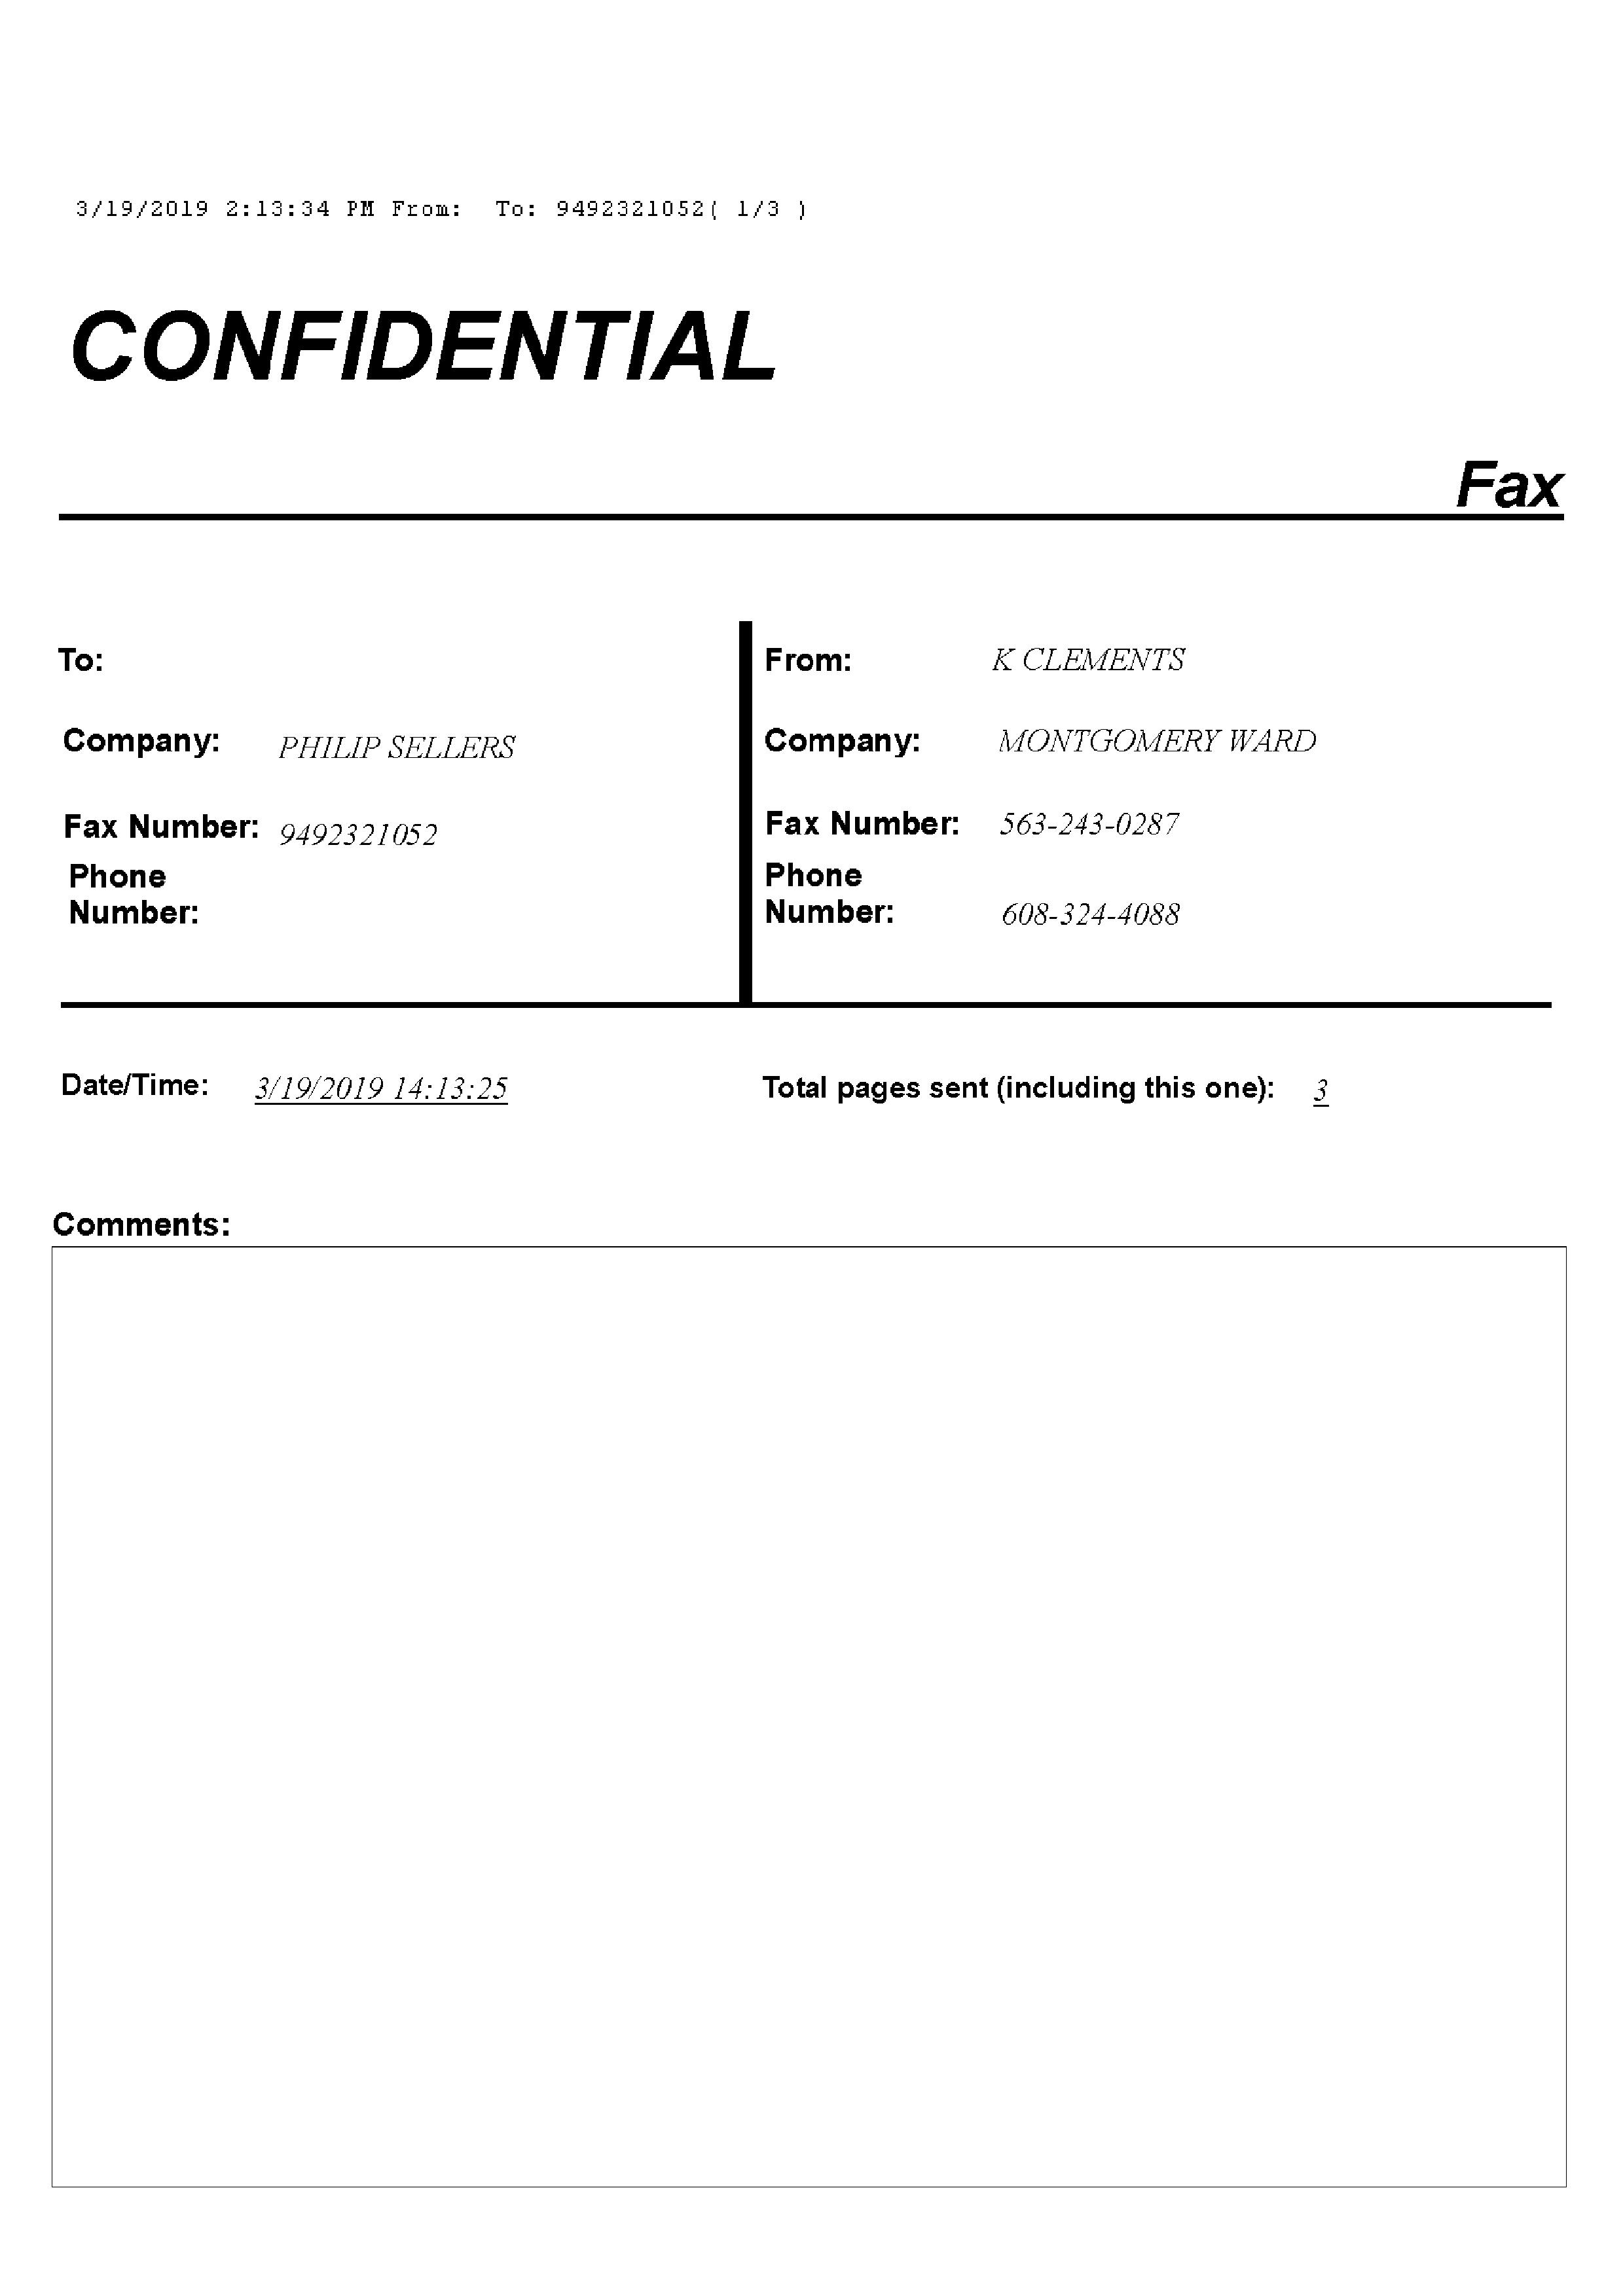 3/19/2019 2:13:34 PM From: To: 9492321052( 1/3 )
CONFIDENTIAL
Fax
To:
Company: PHILIP SELLERS
Fax Number: 9492321052
Phone
Number:
From: K CLEMENTS
Company: MONTGOMERY WARD
Fax Number: 563-243-0287
Phone
Number: 608-324-4088
Date/Time: 3/19/2019 14:13:25
Total pages sent (including this one): 3
Comments: